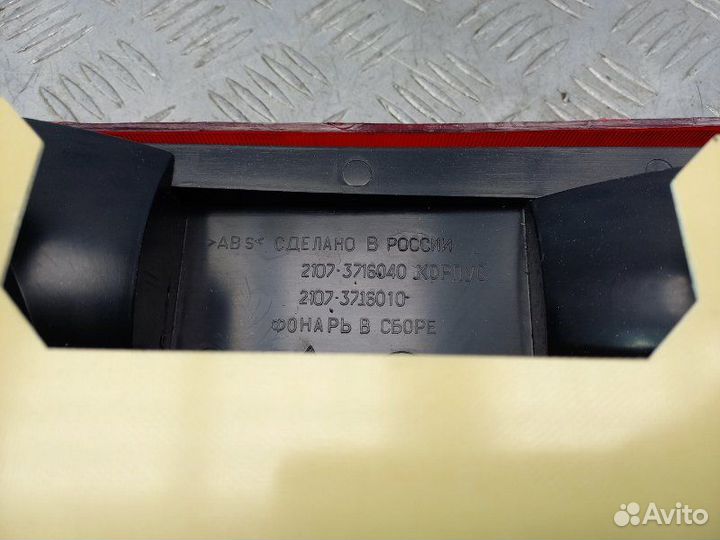 >ABS< СДЕЛАНО В РОССИИ
2107-3716040 КОРПУС
2107-3716010-
ФОНАРЬ В СБОРЕ
Avito